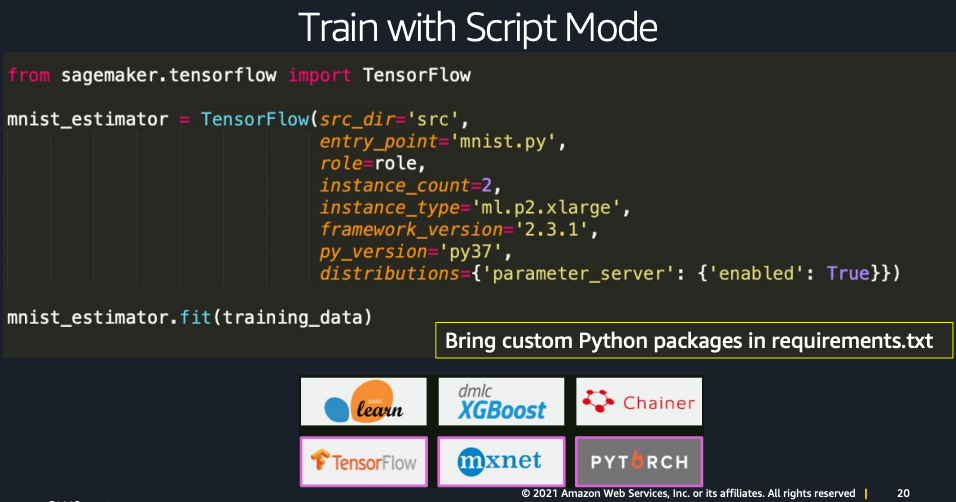 Train with Script Mode
from sagemaker.tensorflow import TensorFlow
mnist_estimator = TensorFlow(src_dir='src',
entry_point='mnist.py',
role=role,
instance_count=2,
instance_type='ml.p2.xlarge',
framework_version='2.3.1',
py_version='py37',
distributions={'parameter_server': {'enabled': True}})
mnist_estimator.fit(training_data)
Bring custom Python packages in requirements.txt
scikit learn
dmlc XGBoost
Chainer
TensorFlow
mxnet
PYTORCH
© 2021 Amazon Web Services, Inc. or its affiliates. All rights reserved | 20